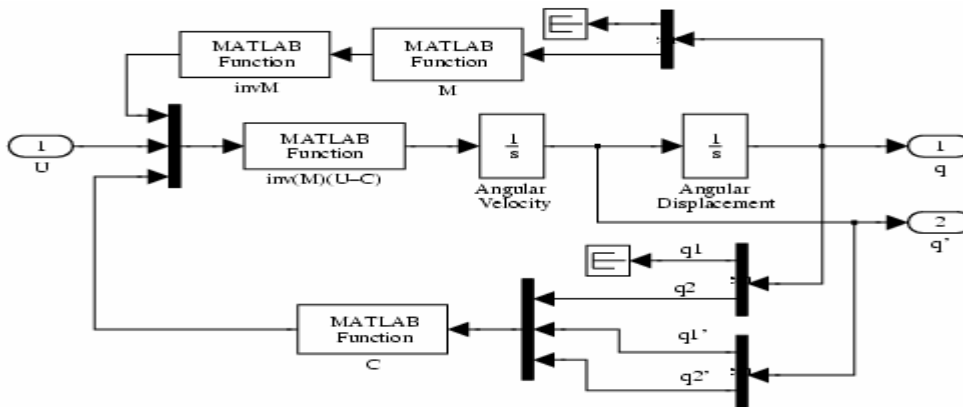 MATLAB
Function
invM
MATLAB
Function
M
1
U
MATLAB
Function
inv(M)(U–C)
1
s
Angular
Velocity
1
s
Angular
Displacement
1
q
2
q'
q1
q2
MATLAB
Function
C
q1'
q2'